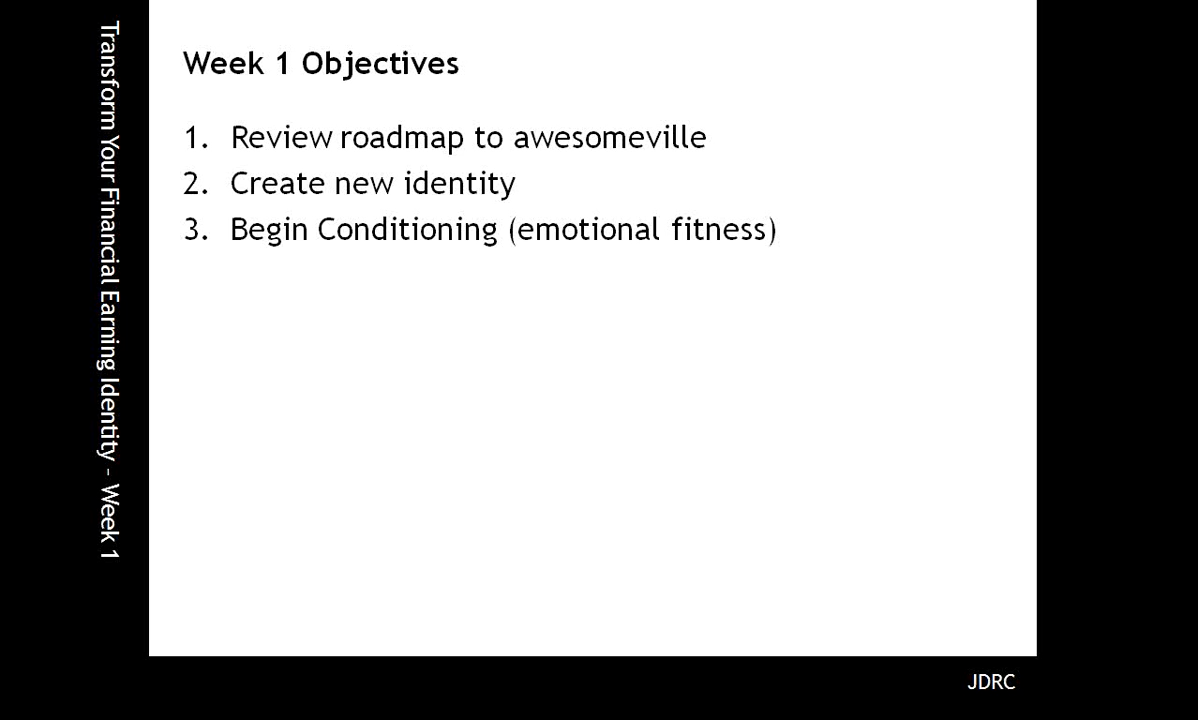 Transform Your Financial Earning Identity - Week 1
Week 1 Objectives
1. Review roadmap to awesomeville
2. Create new identity
3. Begin Conditioning (emotional fitness)
JDRC